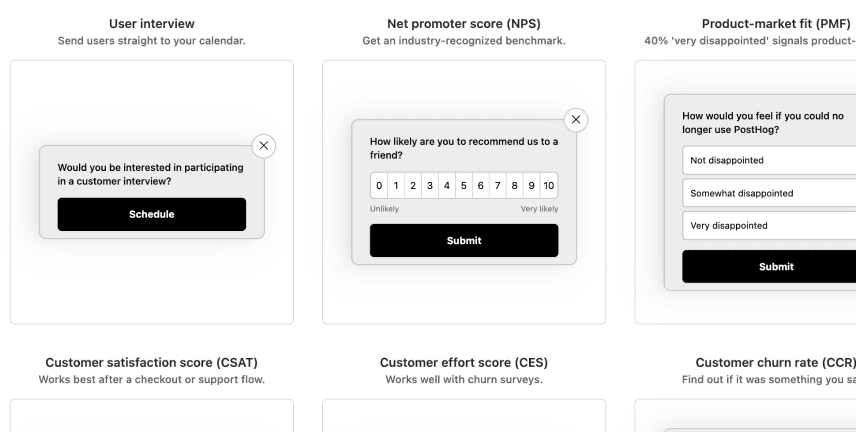 User interview
Send users straight to your calendar.
Would you be interested in participating
in a customer interview?
Schedule
Net promoter score (NPS)
Get an industry-recognized benchmark.
How likely are you to recommend us to a
friend?
0 1 2 3 4 5 6 7 8 9 10
Unlikely Very likely
Submit
Product-market fit (PMF)
40% 'very disappointed' signals product-
How would you feel if you could no
longer use PostHog?
Not disappointed
Somewhat disappointed
Very disappointed
Submit
Customer satisfaction score (CSAT)
Works best after a checkout or support flow.
Customer effort score (CES)
Works well with churn surveys.
Customer churn rate (CCR)
Find out if it was something you sa